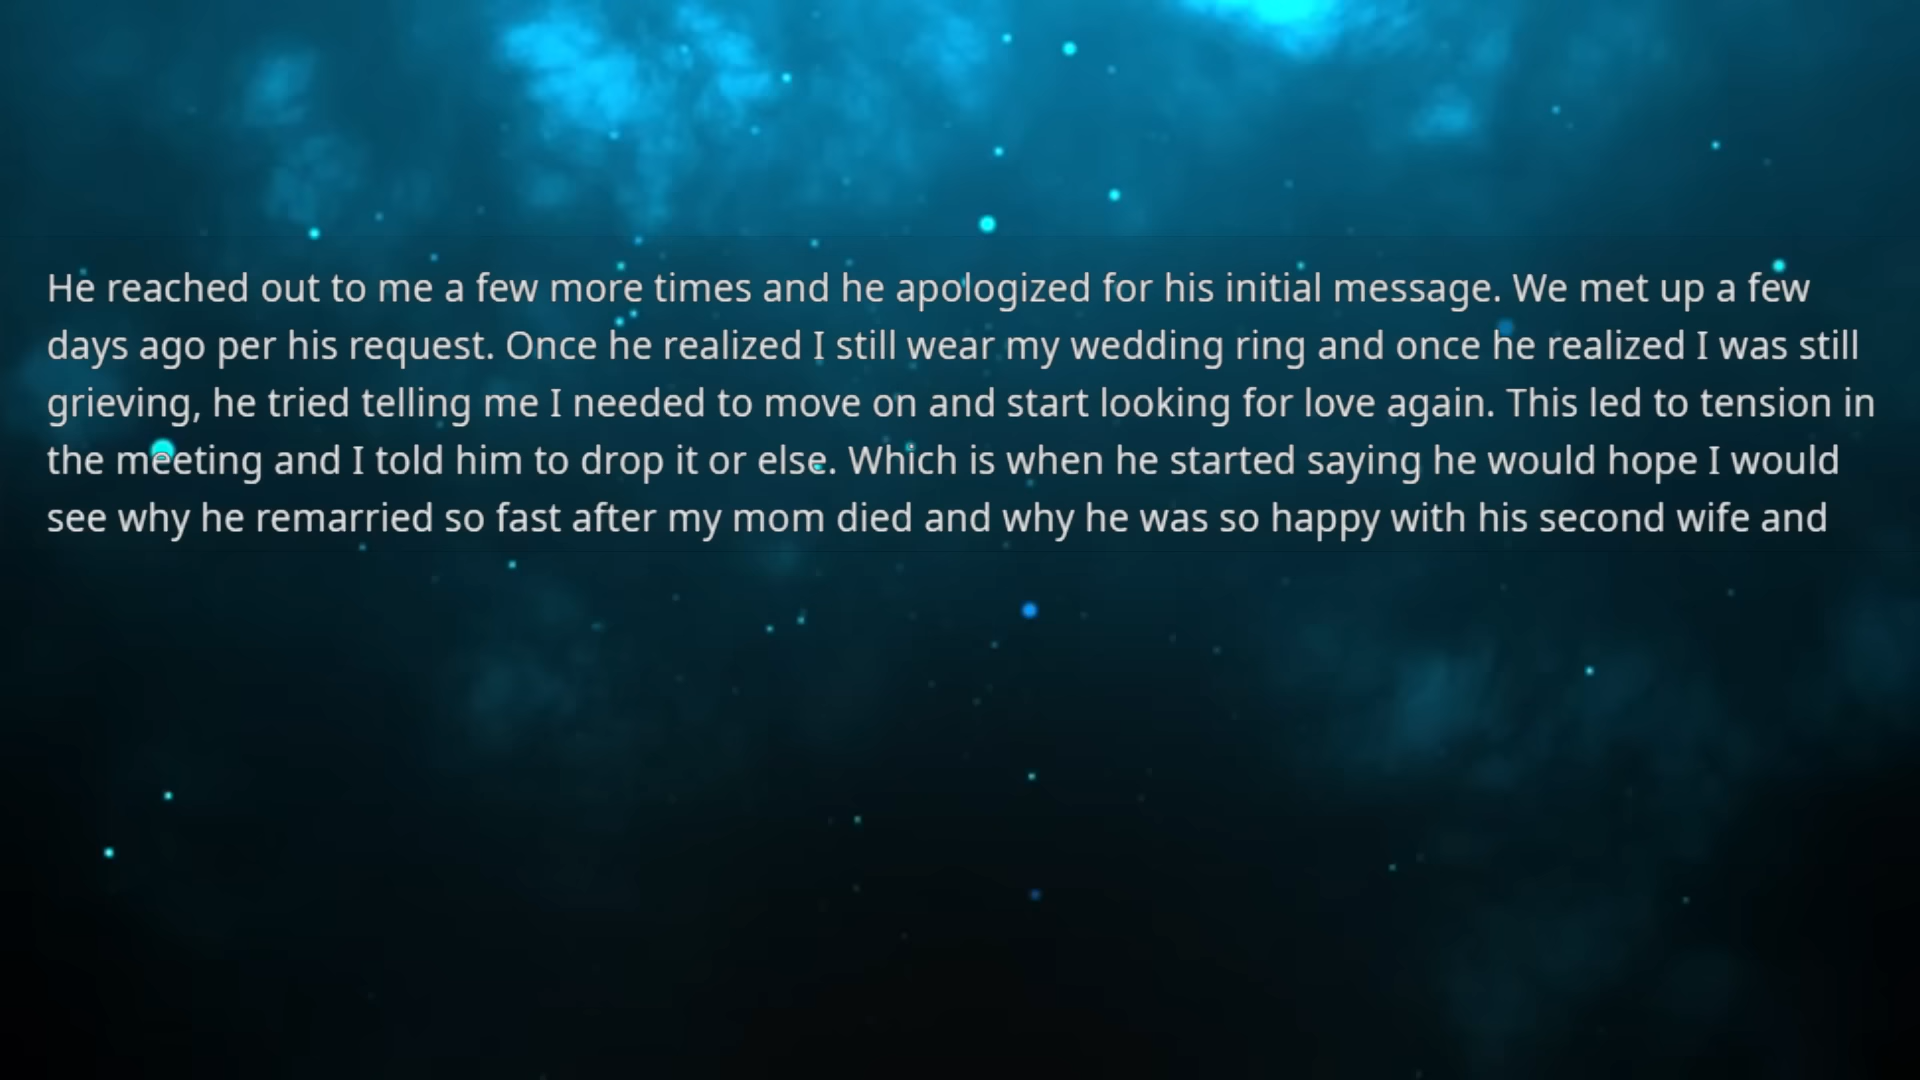 He reached out to me a few more times and he apologized for his initial message. We met up a few
days ago per his request. Once he realized I still wear my wedding ring and once he realized I was still
grieving, he tried telling me I needed to move on and start looking for love again. This led to tension in
the meeting and I told him to drop it or else. Which is when he started saying he would hope I would
see why he remarried so fast after my mom died and why he was so happy with his second wife and